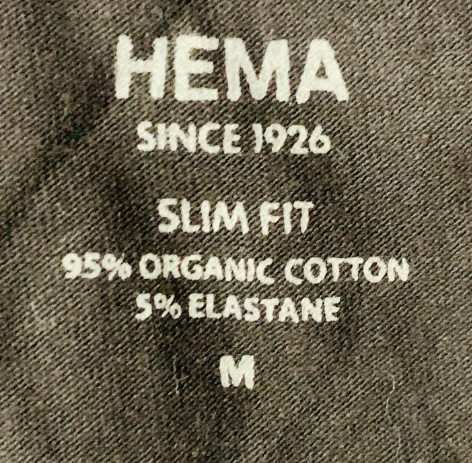 HEMA
SINCE 1926
SLIM FIT
95% ORGANIC COTTON
5% ELASTANE
M